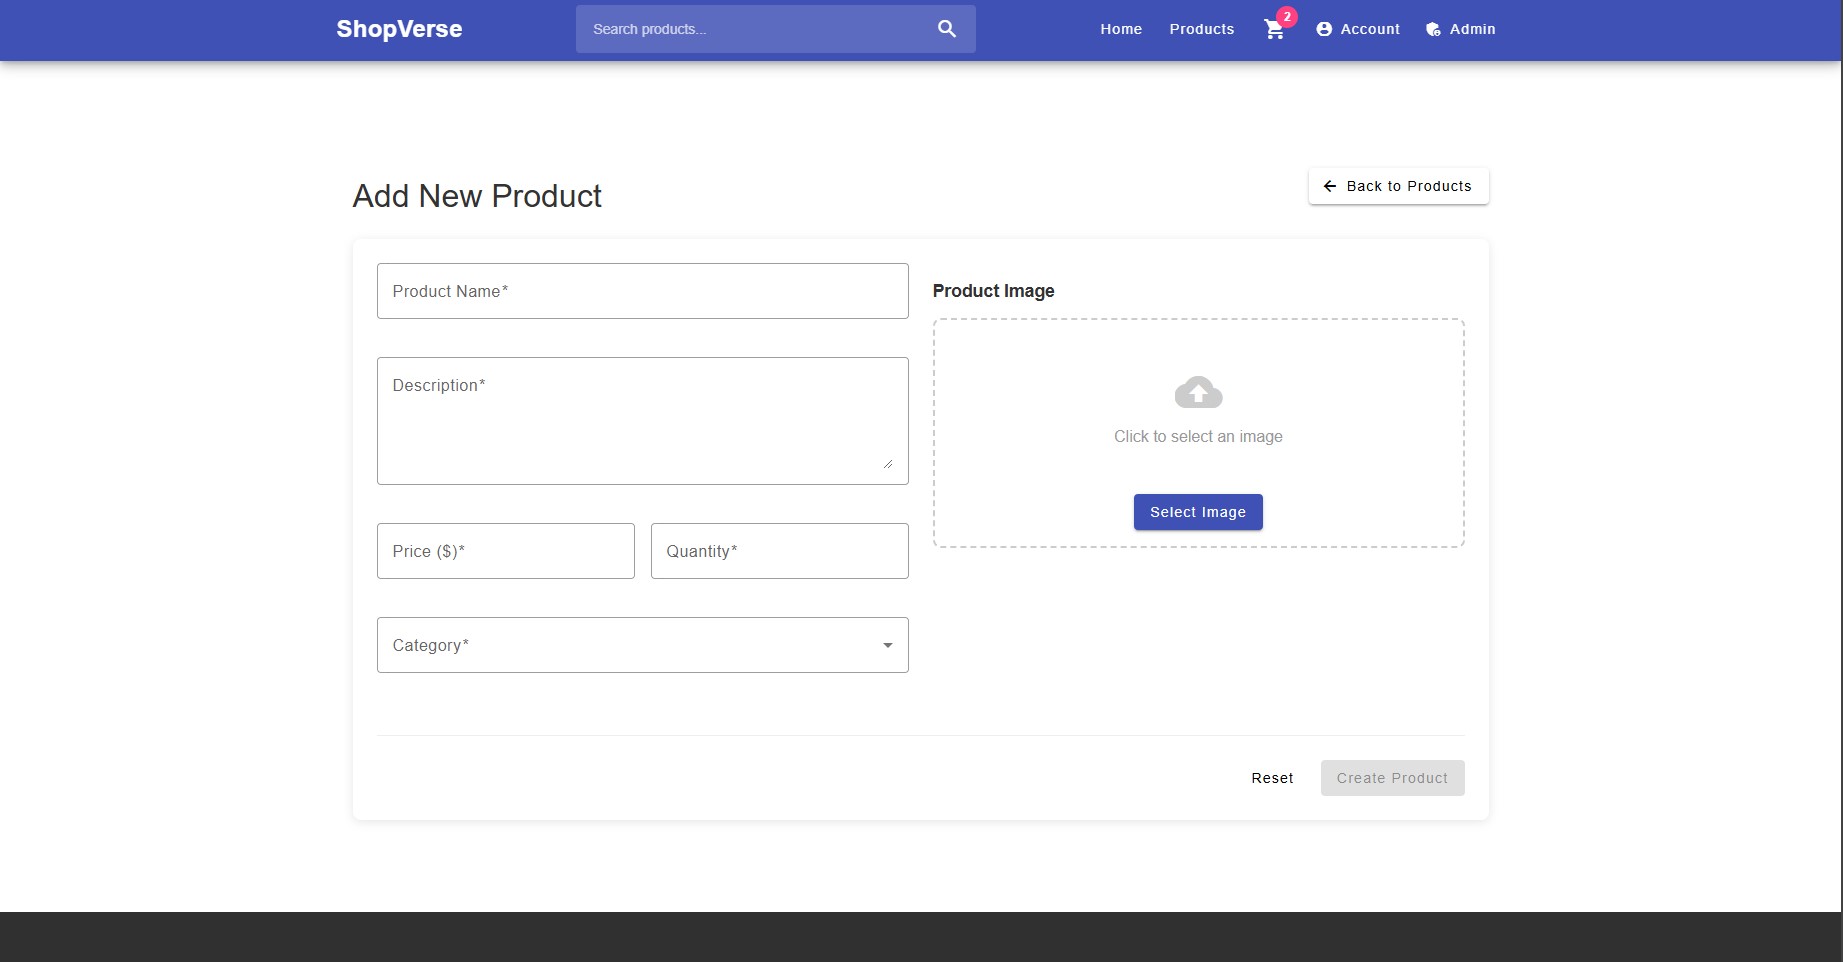 ShopVerse
Search products...
Home
Products
2
Account
Admin
Add New Product
Back to Products
Product Name*
Product Image
Description*
Click to select an image
Select Image
Price ($)*
Quantity*
Category*
Reset
Create Product